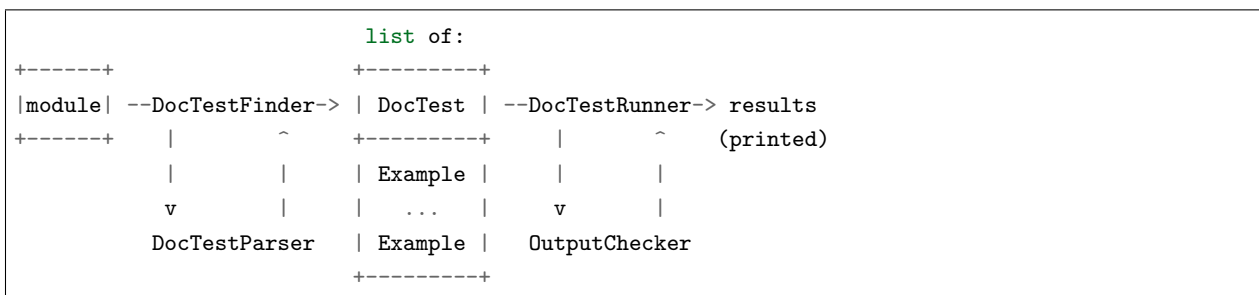 list of:
+------+                   +---------+
|module| --DocTestFinder-> | DocTest | --DocTestRunner-> results
+------+    |        ^     +---------+     |       ^    (printed)
            |        |     | Example |     |       |
            v        |     |   ...   |     v       |
           DocTestParser   | Example |   OutputChecker
                           +---------+